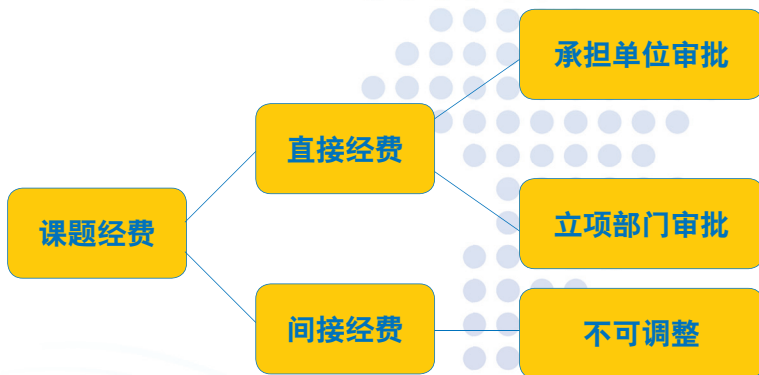 承担单位审批
直接经费
课题经费
立项部门审批
间接经费
不可调整